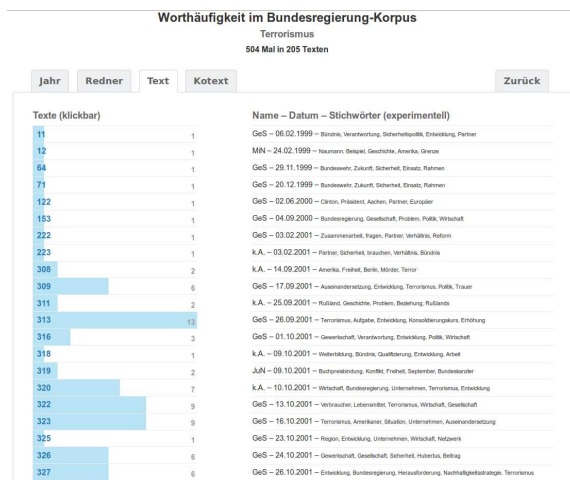 Worthäufigkeit im Bundesregierung-Korpus
Terrorismus
504 Mal in 205 Texten
Jahr Redner Text Kotext Zurück
Texte (klickbar) Name – Datum – Stichwörter (experimentell)
11 1 GeS – 06.02.1999 – Bündnis, Verantwortung, Sicherheitspolitik, Entwicklung, Partner
12 1 MiN – 24.02.1999 – Naumann, Beispiel, Geschichte, Amerika, Grenze
64 1 GeS – 29.11.1999 – Bundeswehr, Zukunft, Sicherheit, Einsatz, Rahmen
71 1 GeS – 20.12.1999 – Bundeswehr, Zukunft, Sicherheit, Einsatz, Rahmen
122 1 GeS – 02.06.2000 – Clinton, Präsident, Aachen, Partner, Europäer
153 1 GeS – 04.09.2000 – Bundesregierung, Gesellschaft, Problem, Politik, Wirtschaft
222 1 GeS – 03.02.2001 – Zusammenarbeit, fragen, Partner, Verhältnis, Reform
223 1 k.A. – 03.02.2001 – Partner, Sicherheit, brauchen, Verhältnis, Bündnis
308 2 k.A. – 14.09.2001 – Amerika, Freiheit, Berlin, Mörder, Terror
309 6 GeS – 17.09.2001 – Auseinandersetzung, Entwicklung, Terrorismus, Politik, Trauer
311 2 k.A. – 25.09.2001 – Rußland, Geschichte, Problem, Beziehung, Rußlands
313 13 GeS – 26.09.2001 – Terrorismus, Aufgabe, Entwicklung, Konsolidierungskurs, Erhöhung
316 3 GeS – 01.10.2001 – Gewerkschaft, Verantwortung, Entwicklung, Politik, Wirtschaft
318 1 k.A. – 09.10.2001 – Weiterbildung, Bündnis, Qualifizierung, Entwicklung, Arbeit
319 2 JuN – 09.10.2001 – Buchpreisbindung, Konflikt, Freiheit, September, Bundeskanzler
320 7 k.A. – 10.10.2001 – Wirtschaft, Bundesregierung, Unternehmen, Terrorismus, Entwicklung
322 9 GeS – 13.10.2001 – Verbraucher, Lebensmittel, Terrorismus, Wirtschaft, Gesellschaft
323 9 GeS – 16.10.2001 – Terrorismus, Amerikaner, Situation, Unternehmen, Auseinandersetzung
325 1 GeS – 23.10.2001 – Region, Entwicklung, Unternehmen, Wirtschaft, Netzwerk
326 6 GeS – 24.10.2001 – Gewerkschaft, Gesellschaft, Sicherheit, Hubertus, Beitrag
327 6 GeS – 26.10.2001 – Entwicklung, Bundesregierung, Herausforderung, Nachhaltigkeitsstrategie, Terrorismus